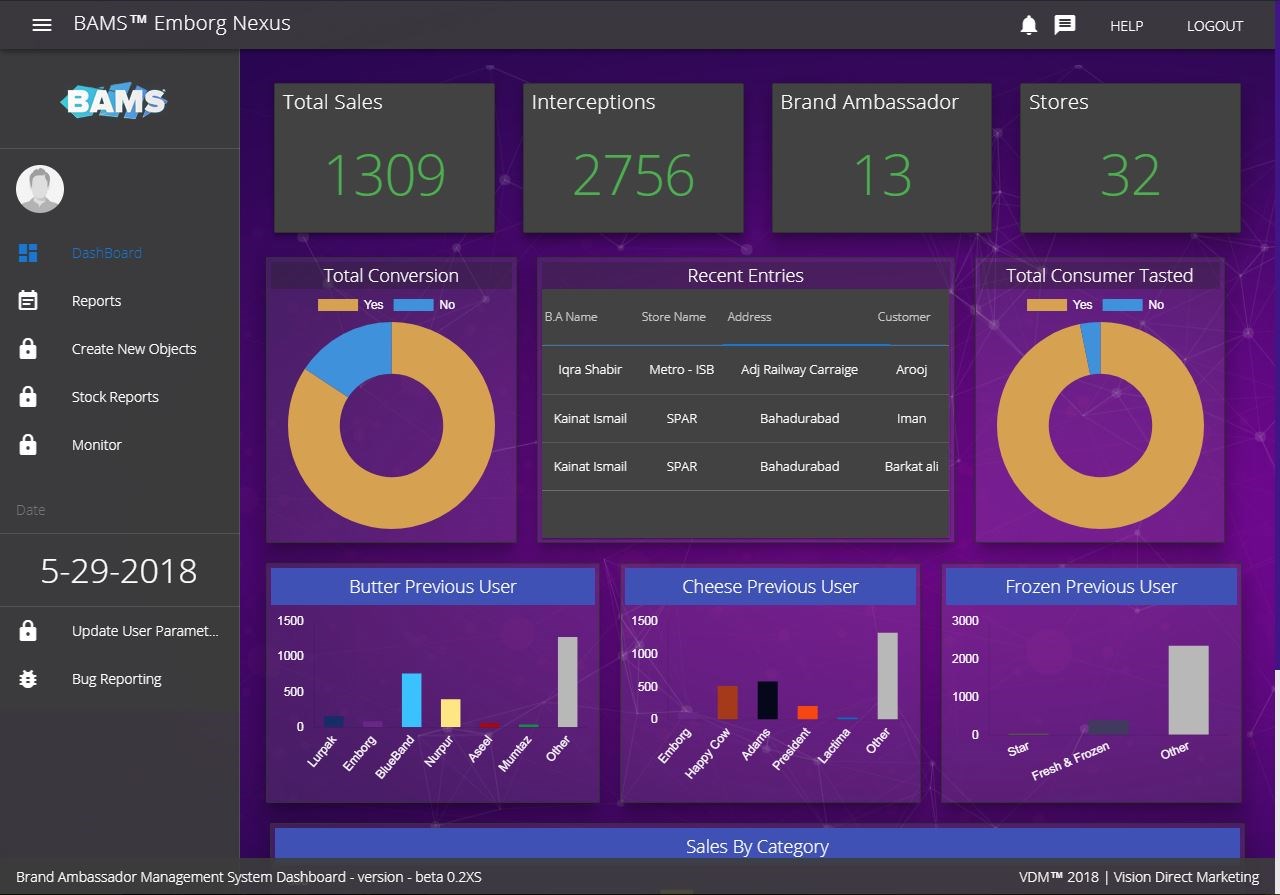 BAMS™ Emborg Nexus
HELP
LOGOUT
BAMS
DashBoard
Reports
Create New Objects
Stock Reports
Monitor
Date
5-29-2018
Update User Paramet...
Bug Reporting
Total Sales
1309
Interceptions
2756
Brand Ambassador
13
Stores
32
Total Conversion
Yes No
Recent Entries
B.A Name Store Name Address Customer
Iqra Shabir Metro - ISB Adj Railway Carraige Arooj
Kainat Ismail SPAR Bahadurabad Iman
Kainat Ismail SPAR Bahadurabad Barkat ali
Total Consumer Tasted
Yes No
Butter Previous User
1500
1000
500
0
Lurpak Emborg BlueBand Nurpur Aseel Mumtaz Other
Cheese Previous User
1500
1000
500
0
Emborg Happy Cow Adams President Lactima Other
Frozen Previous User
3000
2000
1000
0
Star Fresh & Frozen Other
Sales By Category
Brand Ambassador Management System Dashboard - version - beta 0.2XS
VDM™ 2018 | Vision Direct Marketing